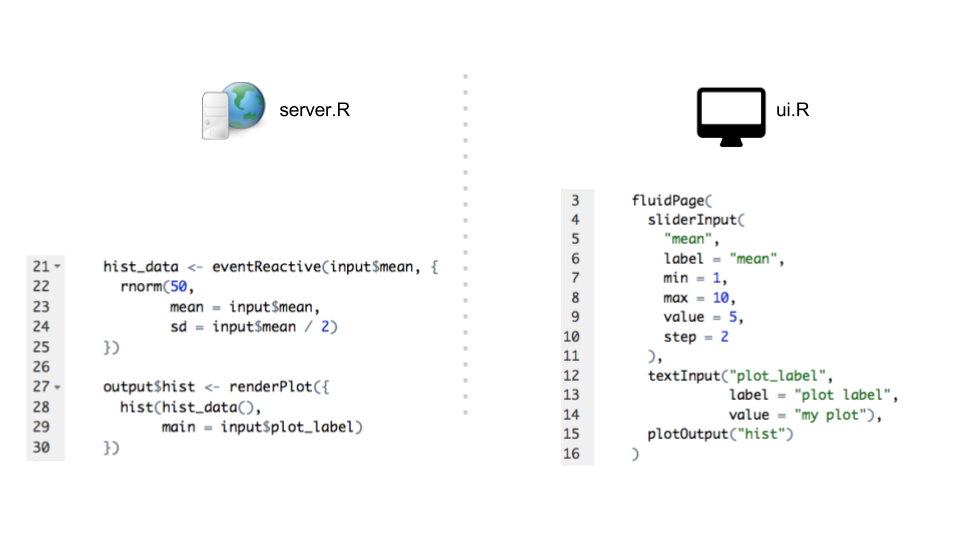 server.R
21 hist_data <- eventReactive(input$mean, {
22 rnorm(50,
23 mean = input$mean,
24 sd = input$mean / 2)
25 })
26
27 output$hist <- renderPlot({
28 hist(hist_data(),
29 main = input$plot_label)
30 })
ui.R
3 fluidPage(
4 sliderInput(
5 "mean",
6 label = "mean",
7 min = 1,
8 max = 10,
9 value = 5,
10 step = 2
11 ),
12 textInput("plot_label",
13 label = "plot label",
14 value = "my plot"),
15 plotOutput("hist")
16 )